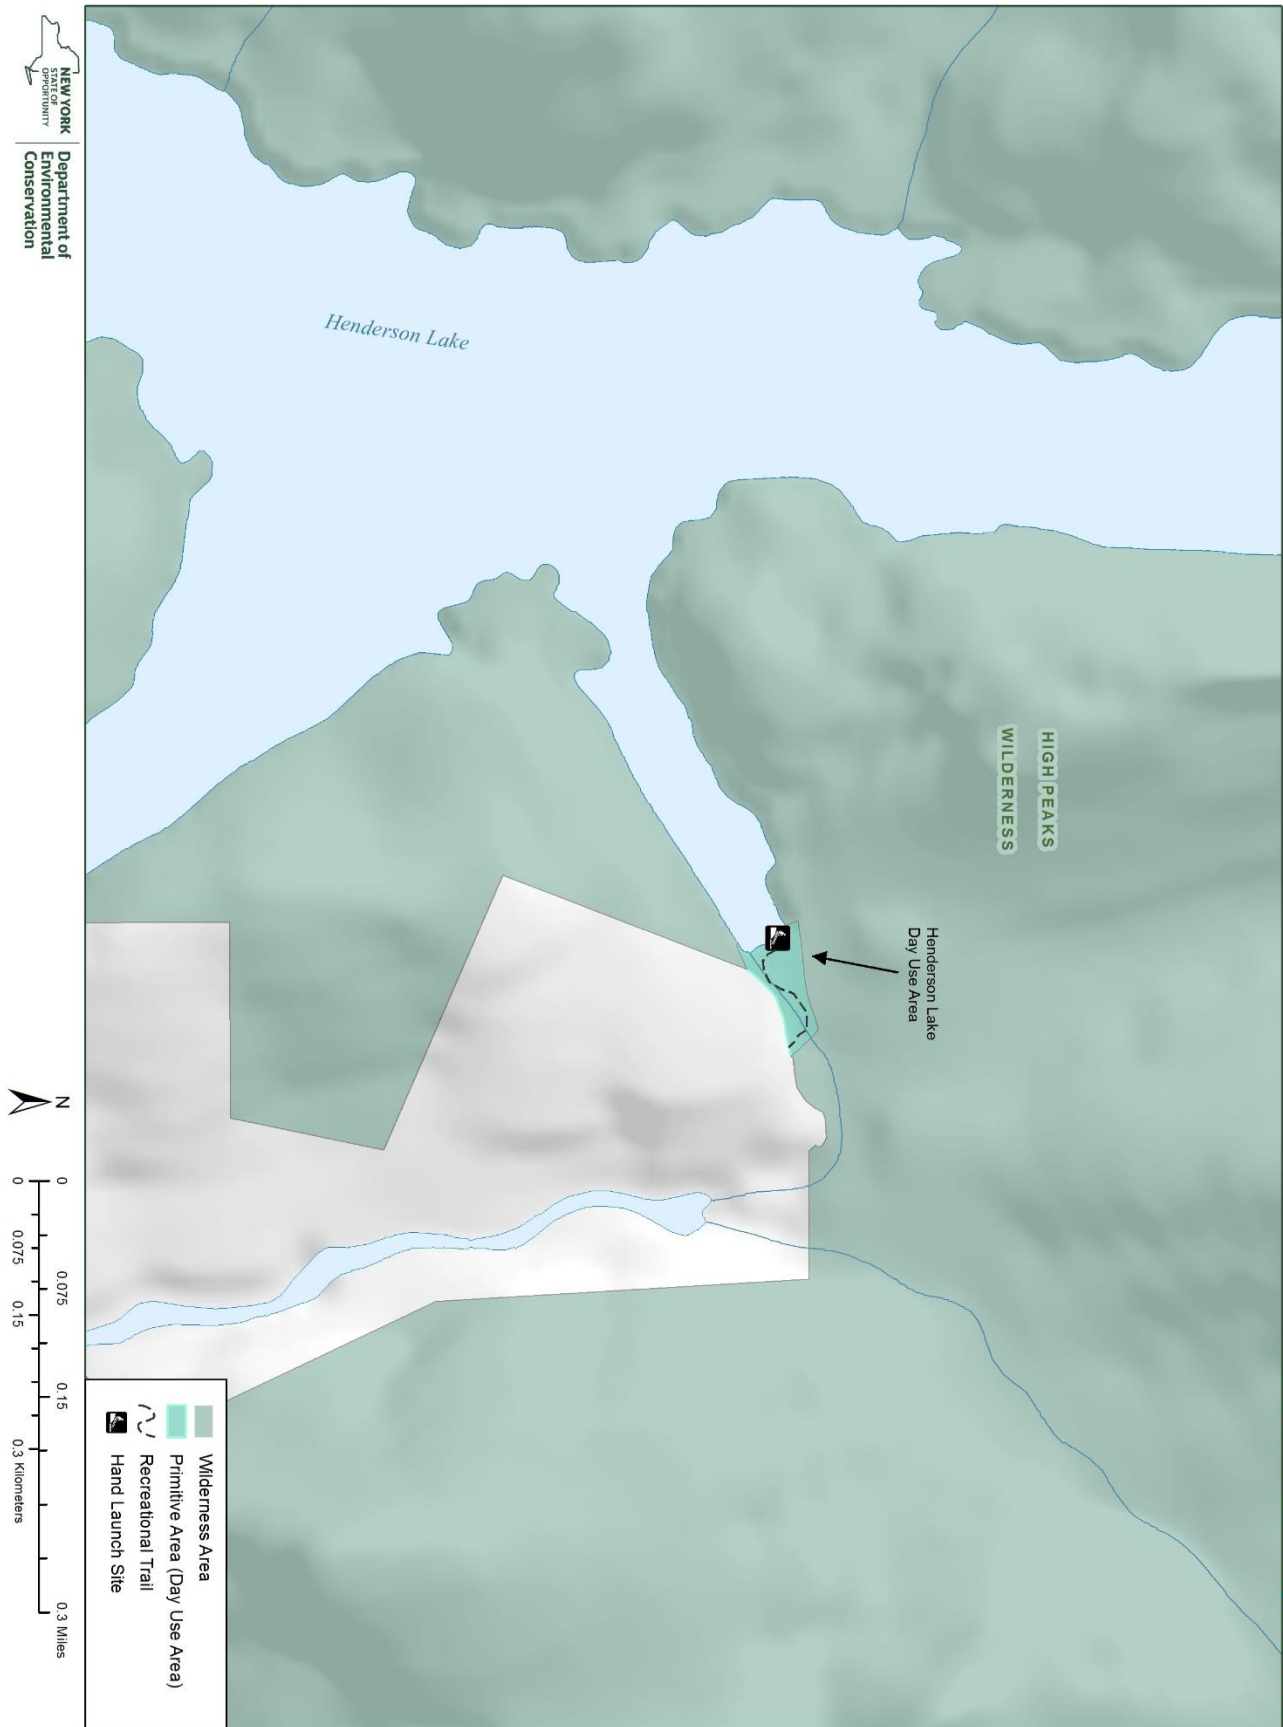 Henderson Lake
HIGH PEAKS
WILDERNESS
Henderson Lake
Day Use Area
Wilderness Area
Primitive Area (Day Use Area)
Recreational Trail
Hand Launch Site
NEW YORK
STATE OF
OPPORTUNITY
Department of
Environmental
Conservation
N
0 0.075 0.15 0.3 Miles
0 0.075 0.15 0.3 Kilometers